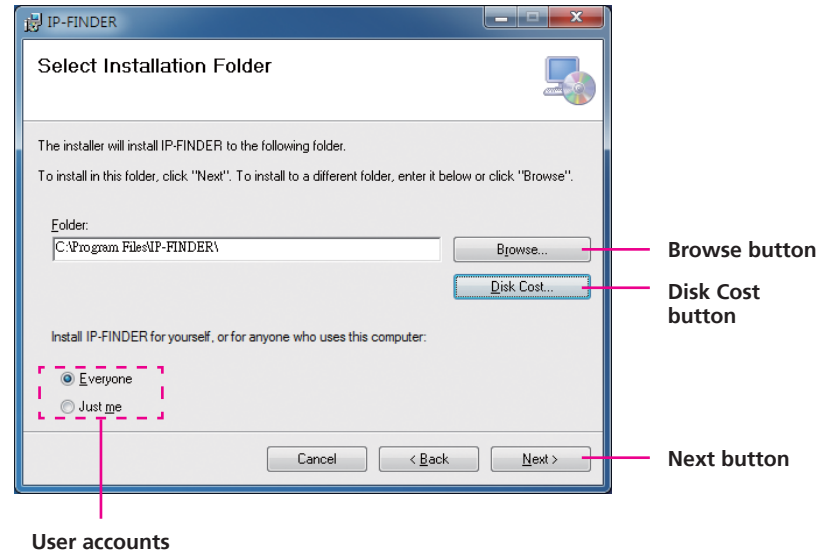 IP-FINDER
Select Installation Folder
The installer will install IP-FINDER to the following folder.
To install in this folder, click "Next". To install to a different folder, enter it below or click "Browse".
Folder:
C:\Program Files\IP-FINDER\
Browse...
Browse button
Disk Cost...
Disk Cost
button
Install IP-FINDER for yourself, or for anyone who uses this computer:
Everyone
Just me
Cancel
< Back
Next >
Next button
User accounts